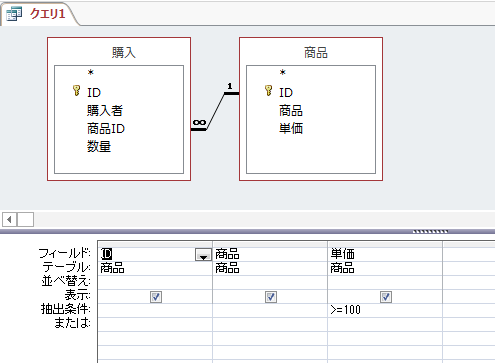 クエリ1
購入
*
ID
購入者
商品ID
数量
∞
1
商品
*
ID
商品
単価
フィールド: ID 商品 単価
テーブル: 商品 商品 商品
並べ替え:
表示:
抽出条件: >=100
または: